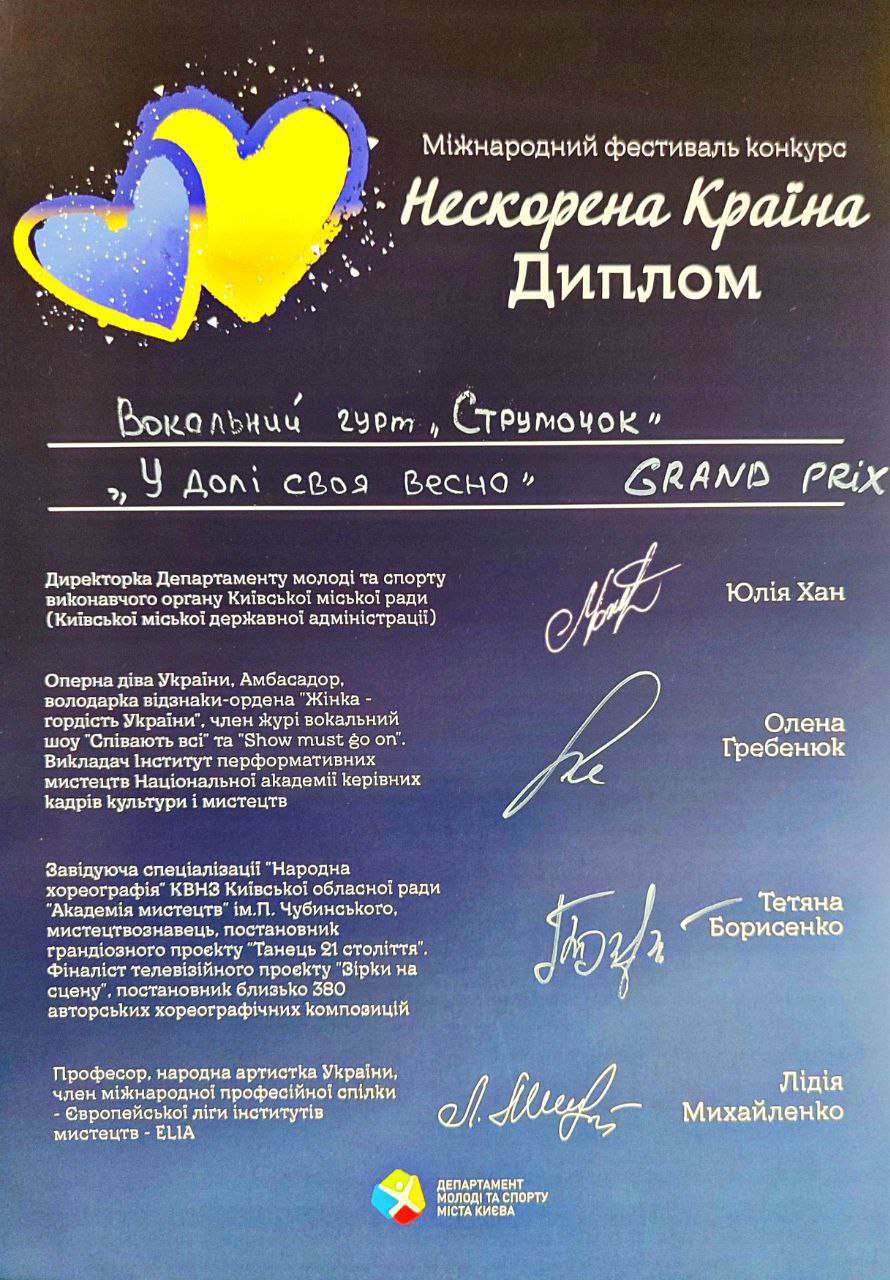 Міжнародний фестиваль конкурс
Нескорена Країна
Диплом
Вокальний гурт „Струмочок"
„У долі своя весно" GRAND PRIX
Директорка Департаменту молоді та спорту
виконавчого органу Київської міської ради
(Київської міської державної адміністрації)
Юлія Хан
Оперна діва України, Амбасадор,
володарка відзнаки-ордена "Жінка -
гордість України", член журі вокальний
шоу "Співають всі" та "Show must go on".
Викладач Інститут перформативних
мистецтв Національної академії керівних
кадрів культури і мистецтв
Олена
Гребенюк
Завідуюча спеціалізації "Народна
хореографія" КВНЗ Київської обласної ради
"Академія мистецтв" ім.П. Чубинського,
мистецтвознавець, постановник
грандіозного проєкту "Танець 21 століття".
Фіналіст телевізійного проєкту "Зірки на
сцену", постановник близько 380
авторських хореографічних композицій
Тетяна
Борисенко
Професор, народна артистка України,
член міжнародної професійної спілки
- Європейської ліги інститутів
мистецтв - ELIA
Лідія
Михайленко
ДЕПАРТАМЕНТ
МОЛОДІ ТА СПОРТУ
МІСТА КИЄВА